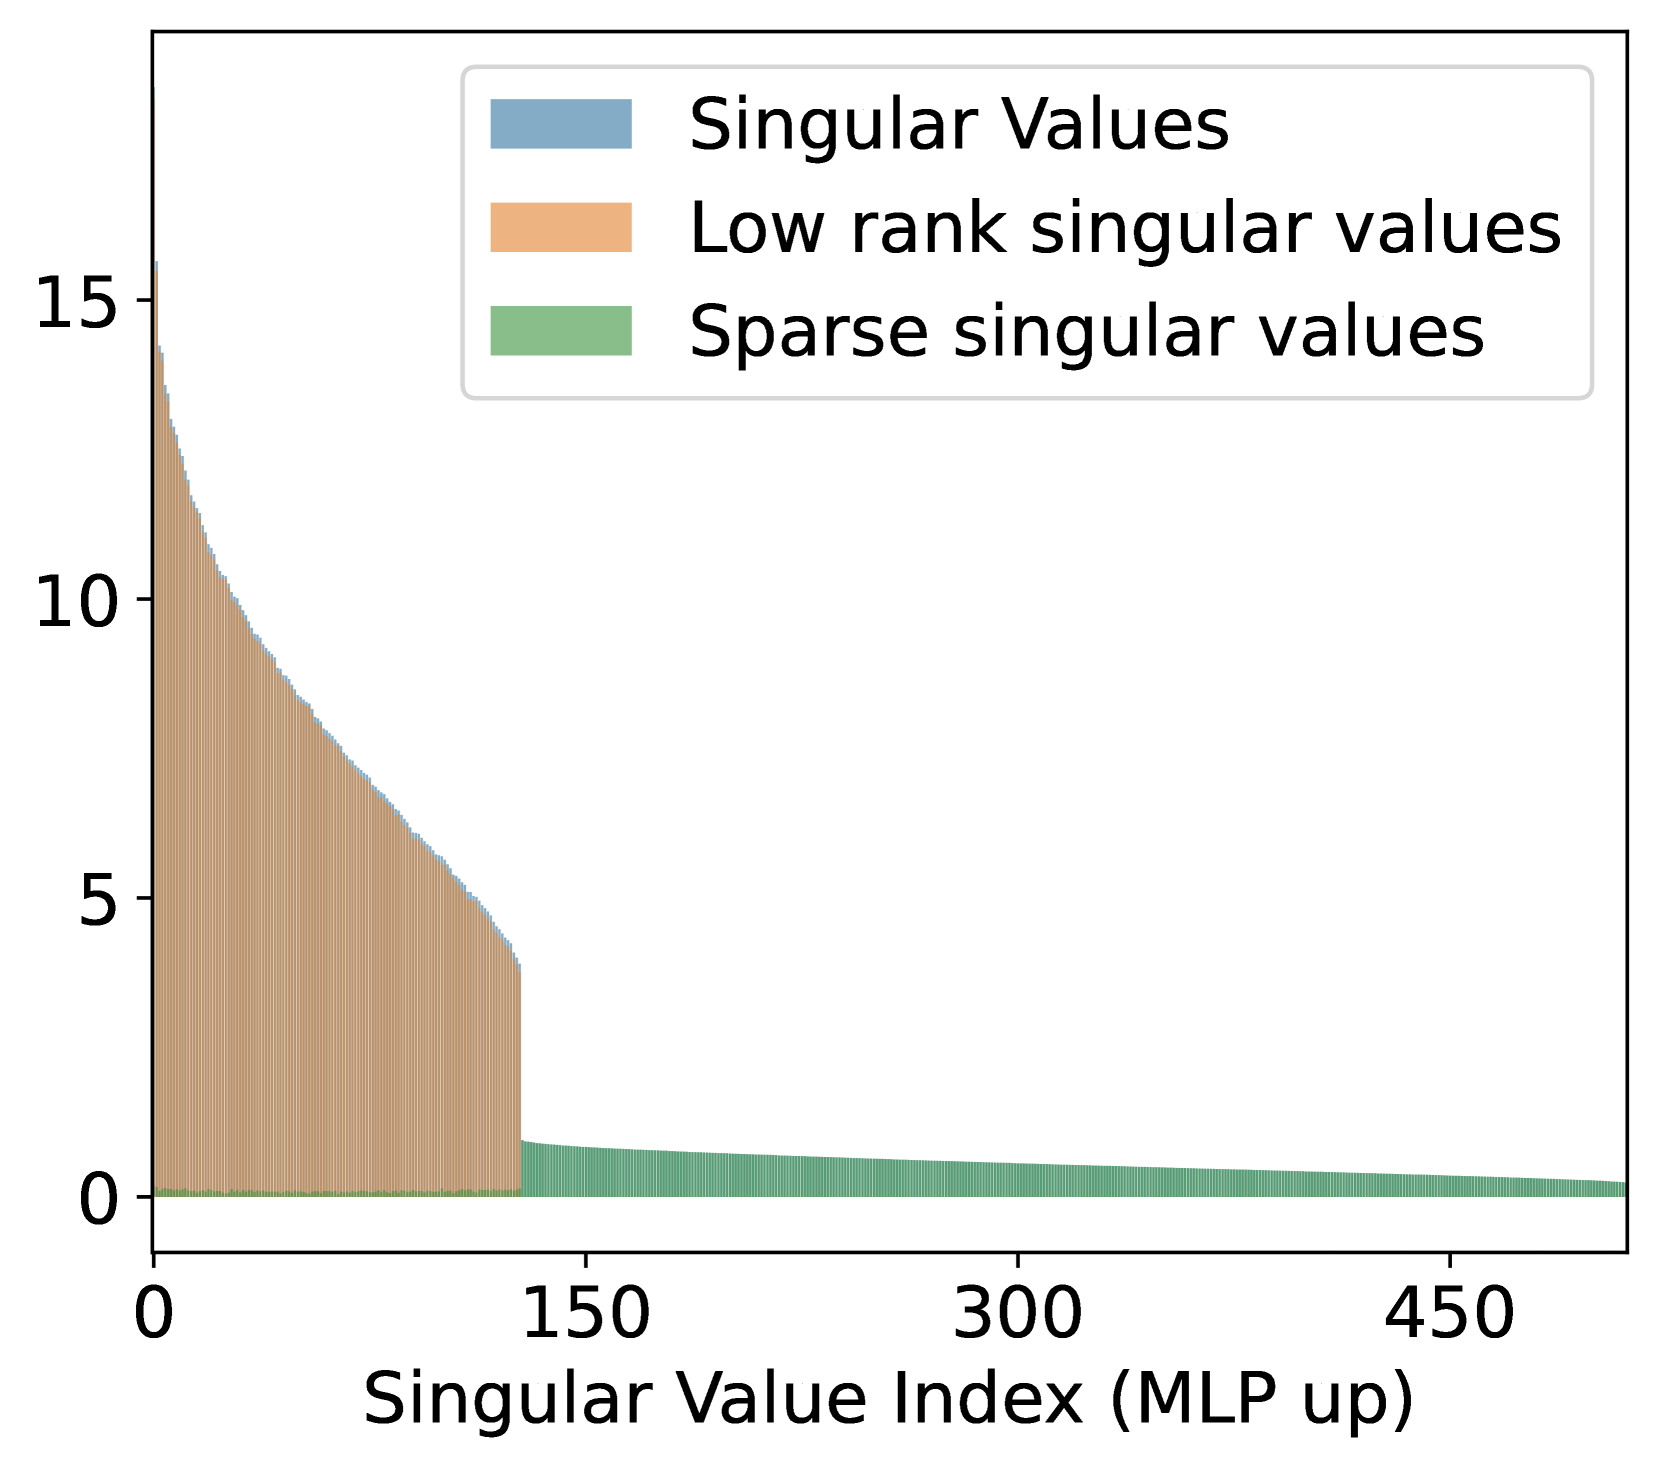 Singular Values
Low rank singular values
Sparse singular values
15
10
5
0
0 150 300 450
Singular Value Index (MLP up)